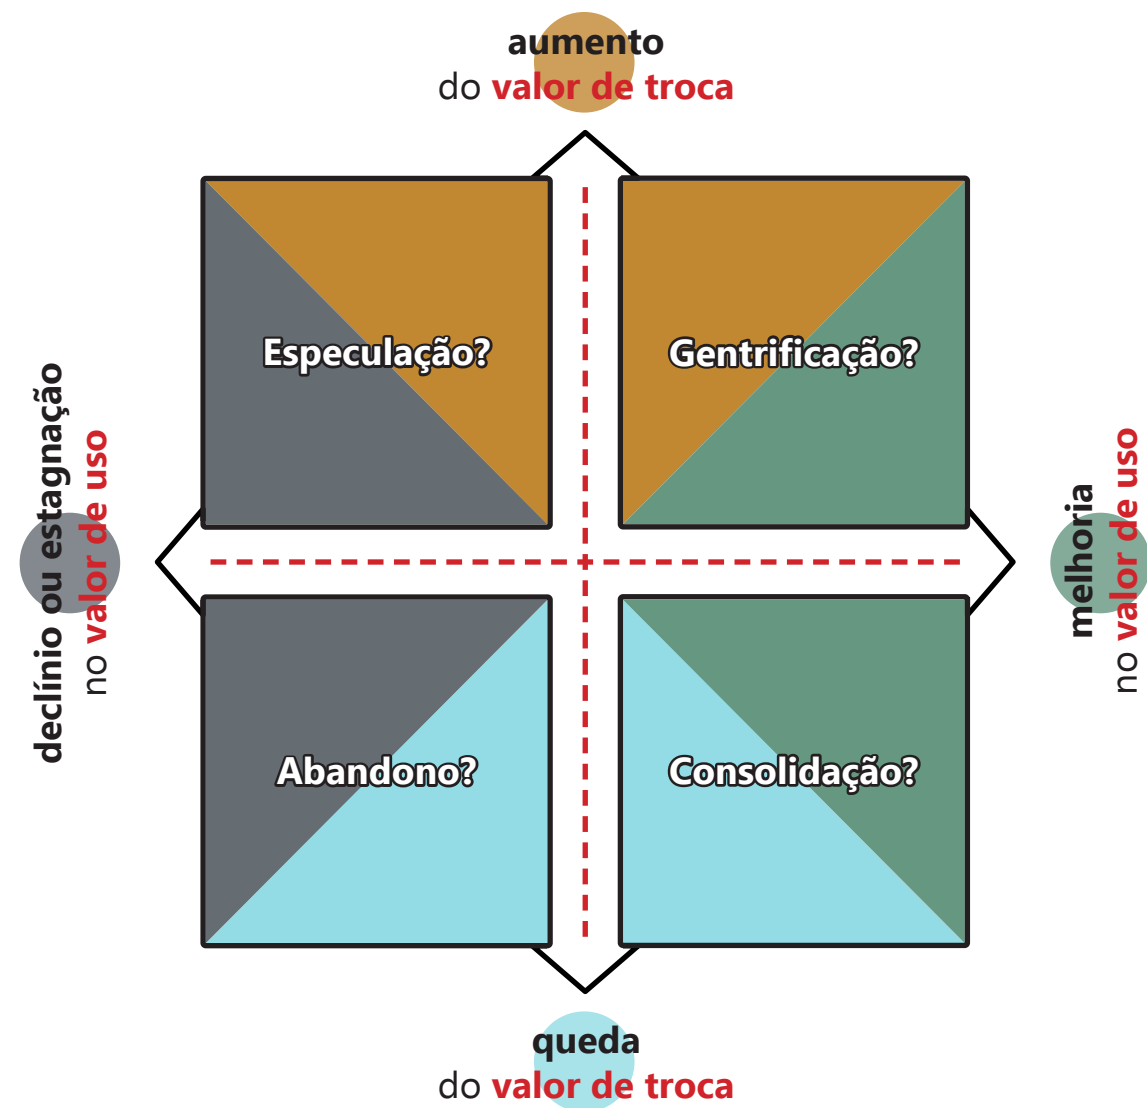 aumento
do valor de troca
Especulação?
Gentrificação?
declínio ou estagnação
no valor de uso
melhoria
no valor de uso
Abandono?
Consolidação?
queda
do valor de troca